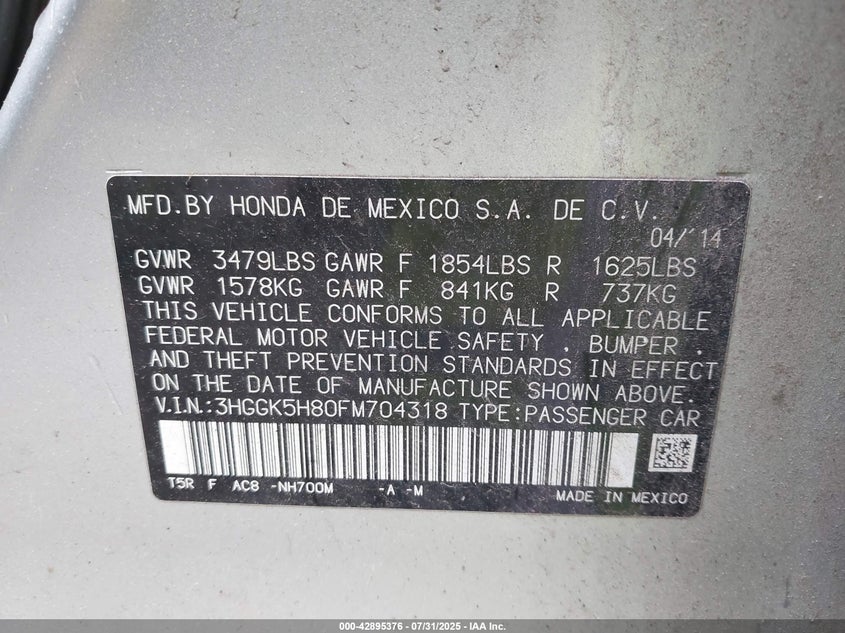 MFD.BY HONDA DE MEXICO S.A. DE C.V.
04/'14
GVWR 3479LBS GAWR F 1854LBS R 1625LBS
GVWR 1578KG GAWR F 841KG R 737KG
THIS VEHICLE CONFORMS TO ALL APPLICABLE
FEDERAL MOTOR VEHICLE SAFETY , BUMPER ,
AND THEFT PREVENTION STANDARDS IN EFFECT
ON THE DATE OF MANUFACTURE SHOWN ABOVE.
V.I.N.:3HGGK5H80FM704318 TYPE:PASSENGER CAR
T5R F AC8 -NH700M -A -M
MADE IN MEXICO
000-42895376 - 07/31/2025 - IAA Inc.